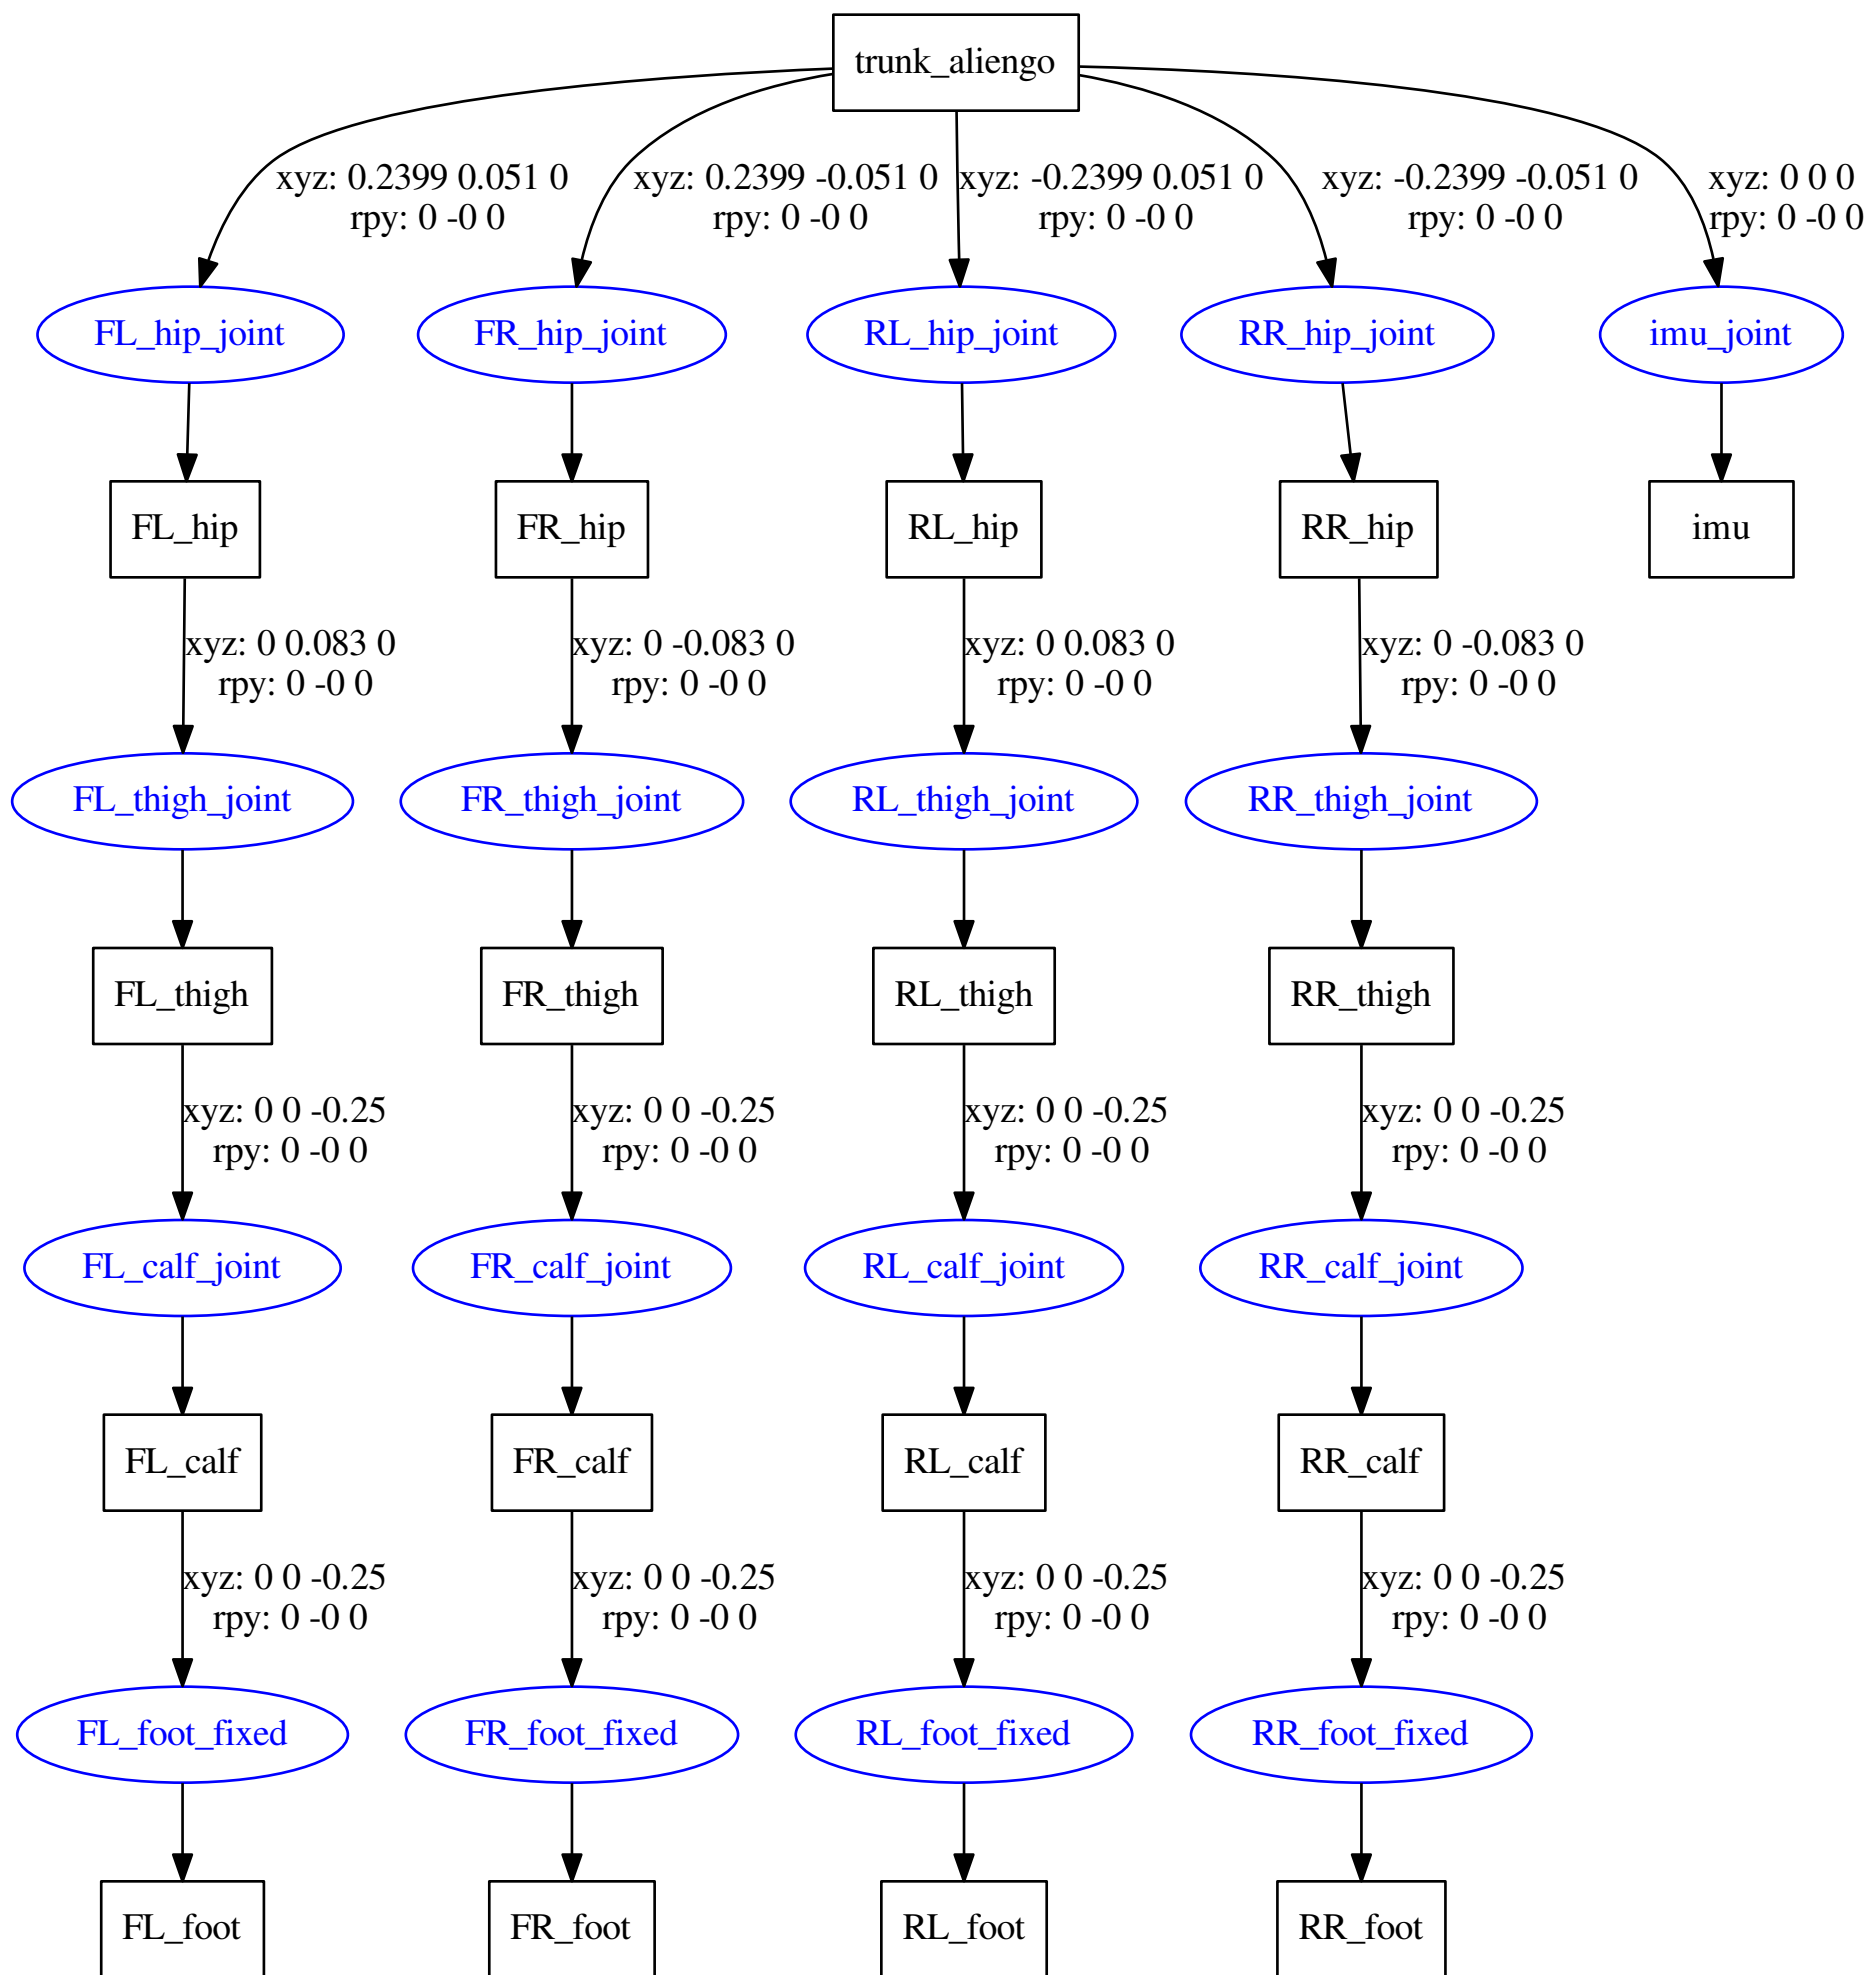 trunk_aliengo
xyz: 0.2399 0.051 0
rpy: 0 -0 0
xyz: 0.2399 -0.051 0
rpy: 0 -0 0
xyz: -0.2399 0.051 0
rpy: 0 -0 0
xyz: -0.2399 -0.051 0
rpy: 0 -0 0
xyz: 0 0 0
rpy: 0 -0 0
FL_hip_joint
FR_hip_joint
RL_hip_joint
RR_hip_joint
imu_joint
FL_hip
FR_hip
RL_hip
RR_hip
imu
xyz: 0 0.083 0
rpy: 0 -0 0
xyz: 0 -0.083 0
rpy: 0 -0 0
xyz: 0 0.083 0
rpy: 0 -0 0
xyz: 0 -0.083 0
rpy: 0 -0 0
FL_thigh_joint
FR_thigh_joint
RL_thigh_joint
RR_thigh_joint
FL_thigh
FR_thigh
RL_thigh
RR_thigh
xyz: 0 0 -0.25
rpy: 0 -0 0
xyz: 0 0 -0.25
rpy: 0 -0 0
xyz: 0 0 -0.25
rpy: 0 -0 0
xyz: 0 0 -0.25
rpy: 0 -0 0
FL_calf_joint
FR_calf_joint
RL_calf_joint
RR_calf_joint
FL_calf
FR_calf
RL_calf
RR_calf
xyz: 0 0 -0.25
rpy: 0 -0 0
xyz: 0 0 -0.25
rpy: 0 -0 0
xyz: 0 0 -0.25
rpy: 0 -0 0
xyz: 0 0 -0.25
rpy: 0 -0 0
FL_foot_fixed
FR_foot_fixed
RL_foot_fixed
RR_foot_fixed
FL_foot
FR_foot
RL_foot
RR_foot